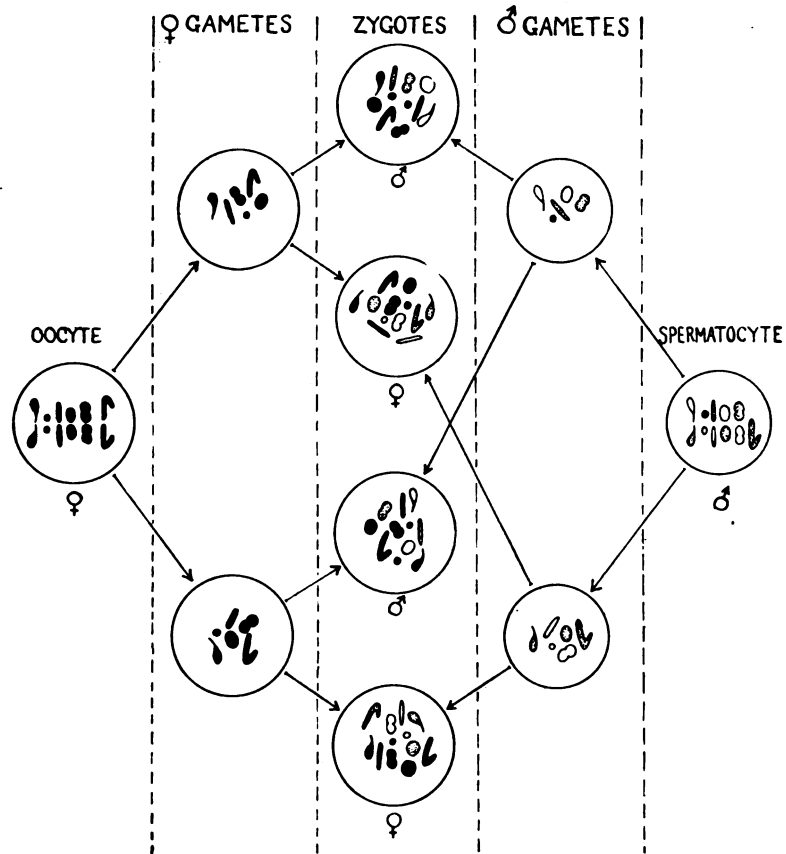 ♀ GAMETES
ZYGOTES
♂ GAMETES
♂
OOCYTE
♀
SPERMATOCYTE
♀
♂
♂
♀